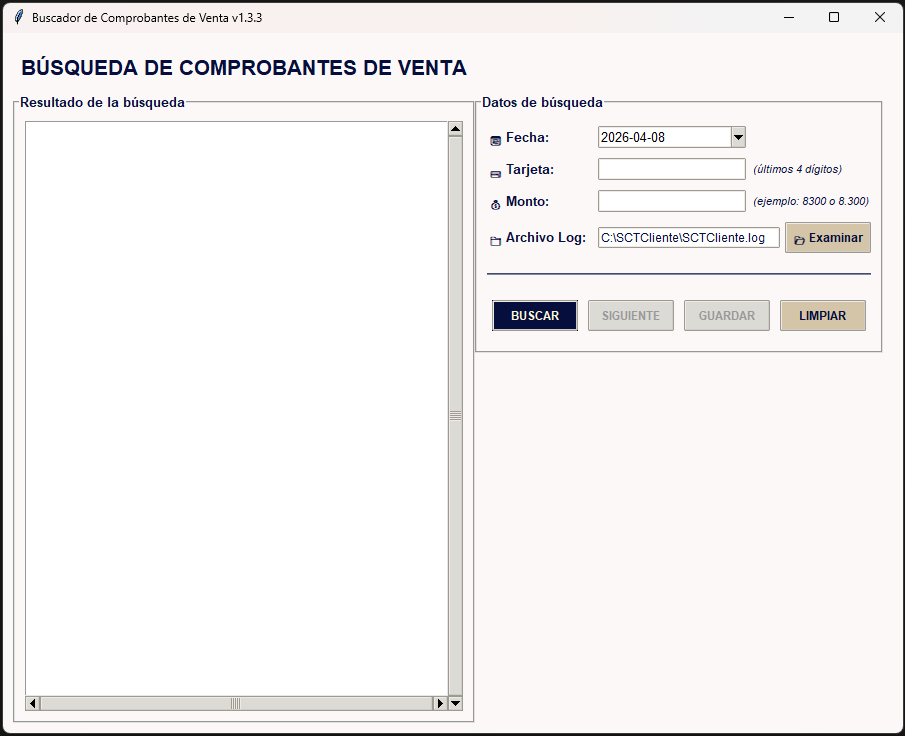 Buscador de Comprobantes de Venta v1.3.3
BÚSQUEDA DE COMPROBANTES DE VENTA
Resultado de la búsqueda
Datos de búsqueda
Fecha: 2026-04-08
Tarjeta: (últimos 4 dígitos)
Monto: (ejemplo: 8300 o 8.300)
Archivo Log: C:\SCTCliente\SCTCliente.log Examinar
BUSCAR SIGUIENTE GUARDAR LIMPIAR